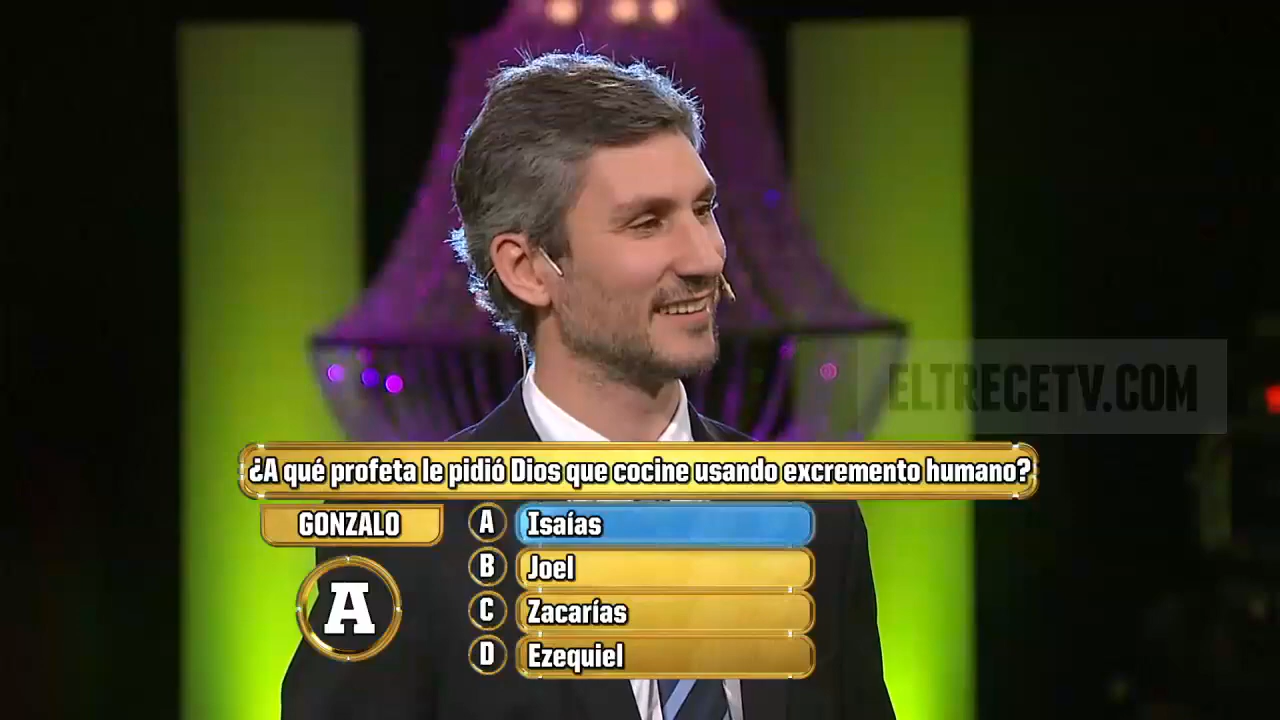 ELTRECETV.COM
¿A qué profeta le pidió Dios que cocine usando excremento humano?
GONZALO
A
A Isaías
B Joel
C Zacarías
D Ezequiel